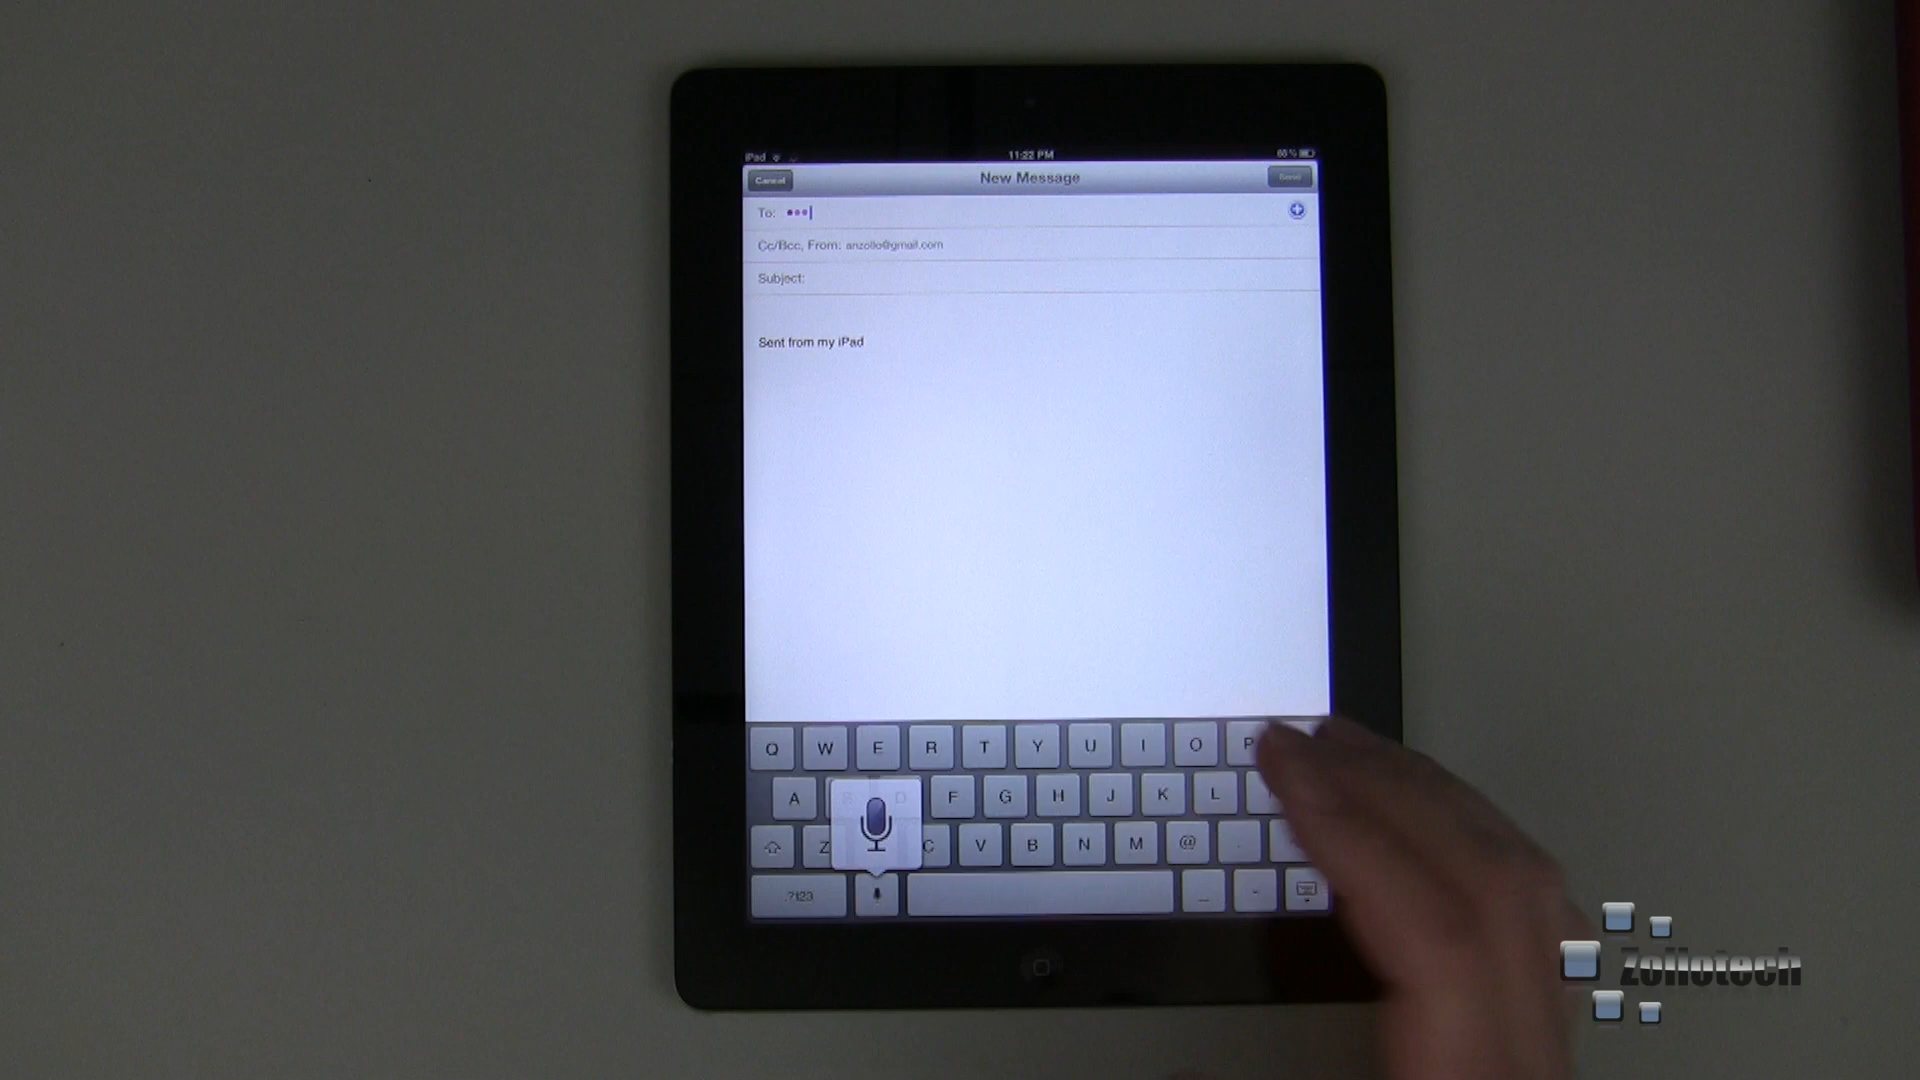 iPad 11:22 PM 88%
Cancel New Message Send
To:
Cc/Bcc, From: anzollo@gmail.com
Subject:
Sent from my iPad
Q W E R T Y U I O P
A S D F G H J K L
Z C V B N M @ .
.?123 _ -
Zollotech